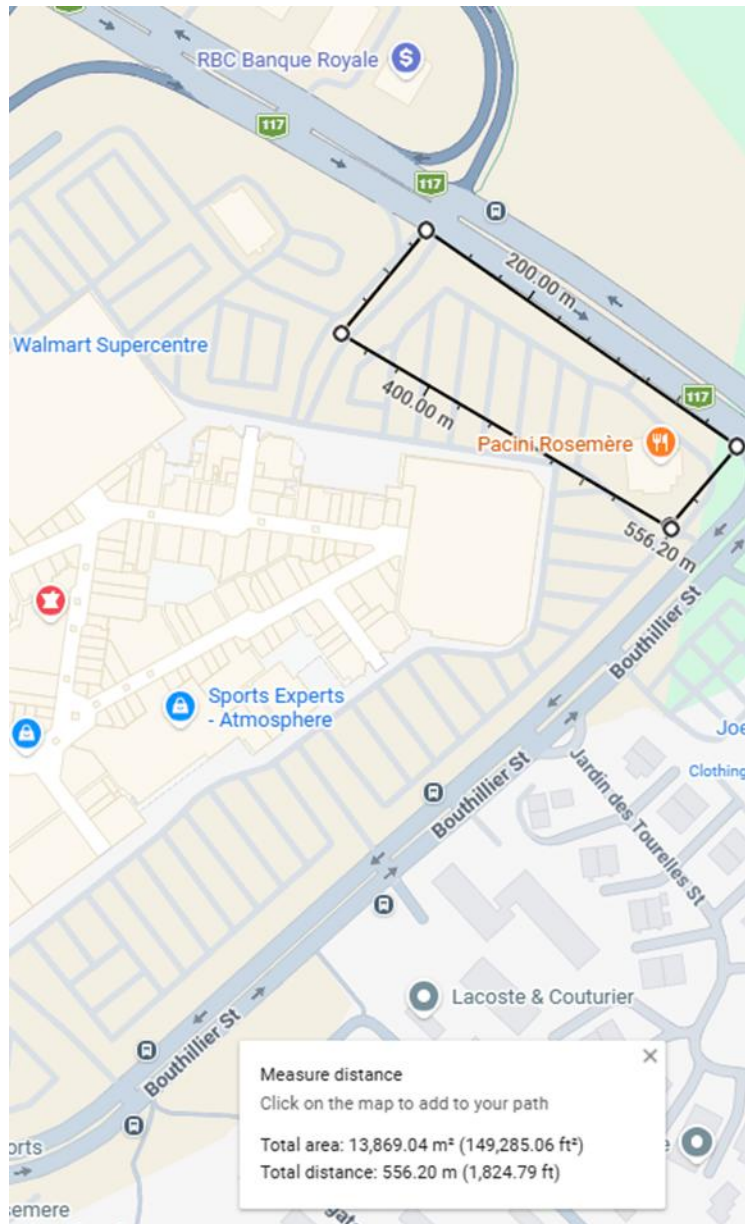 RBC Banque Royale
117
117
200.00 m
Walmart Supercentre
400.00 m
117
Pacini Rosemère
556.20 m
Bouthillier St
Sports Experts
- Atmosphere
Joe
Clothing
Bouthillier St
Jardin des Tourelles St
Lacoste & Couturier
Bouthillier St
Measure distance
Click on the map to add to your path
Total area: 13,869.04 m² (149,285.06 ft²)
Total distance: 556.20 m (1,824.79 ft)
orts
semere